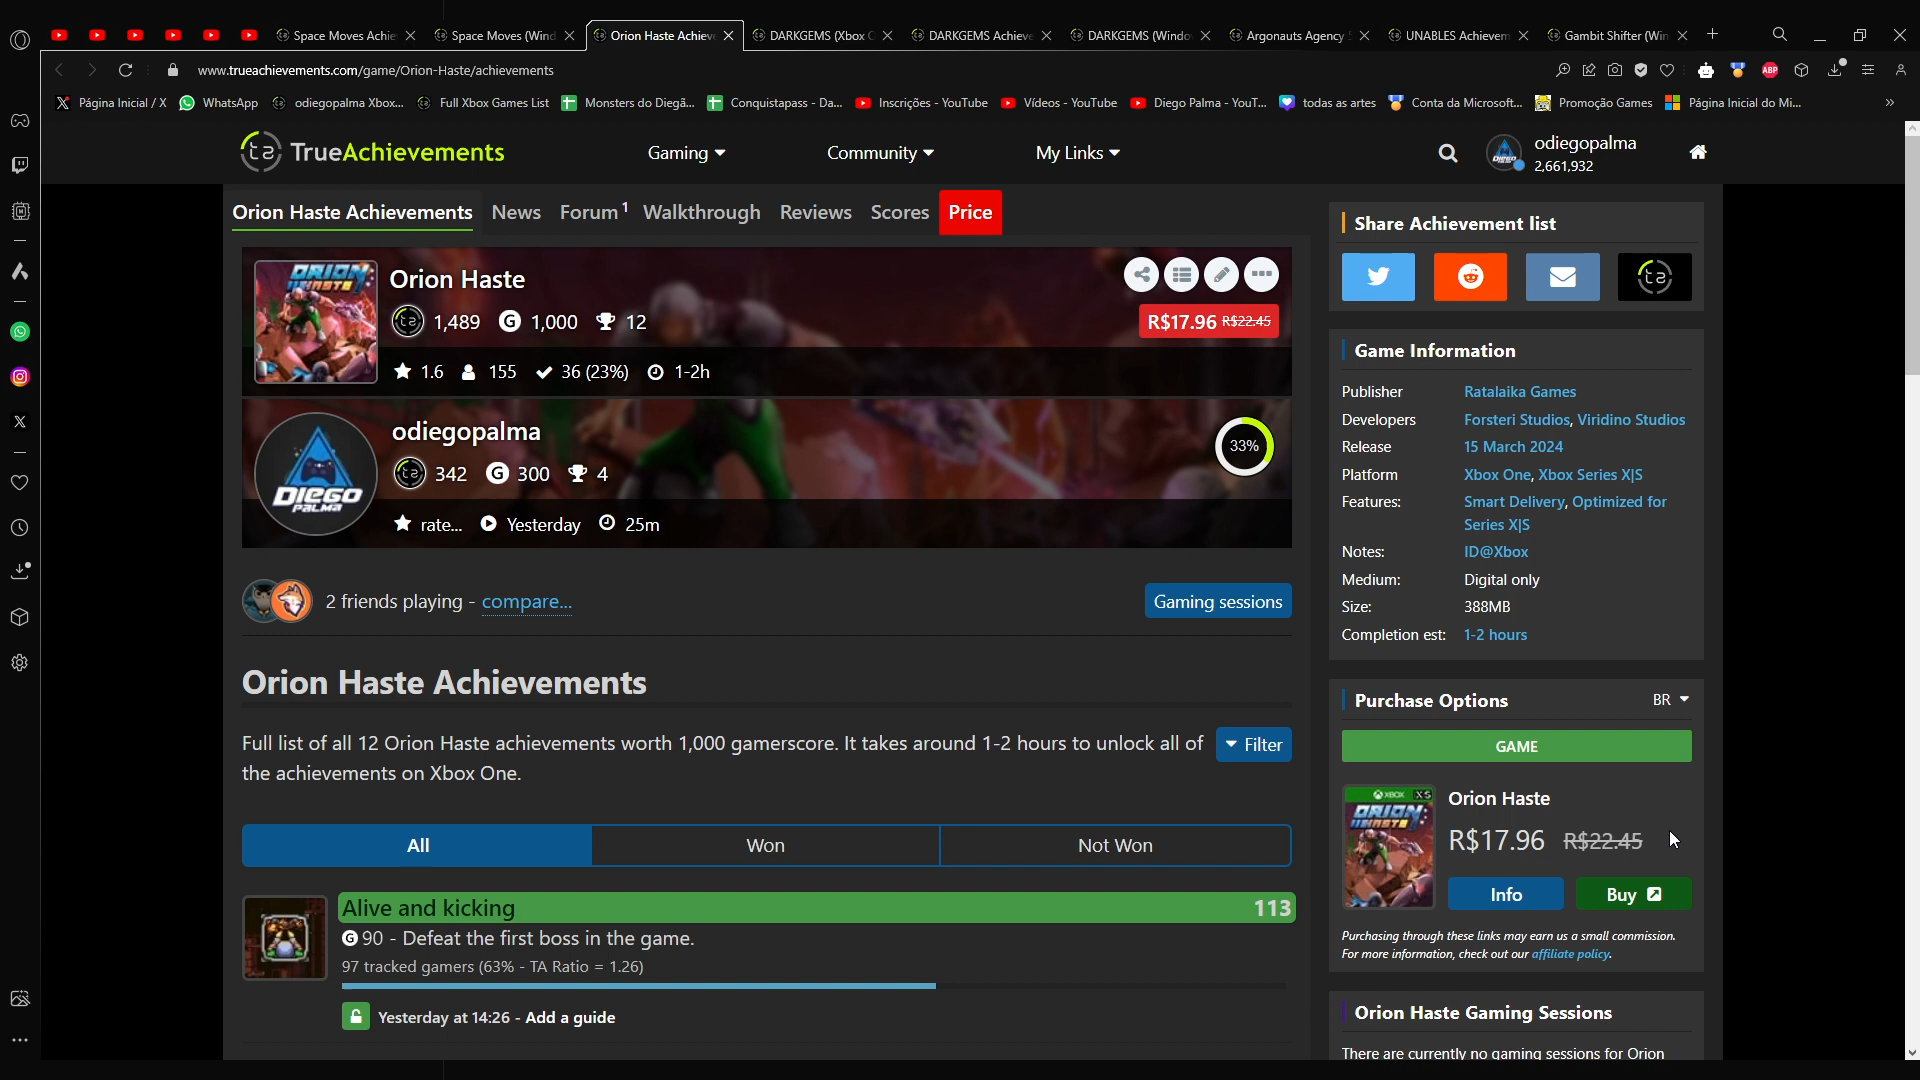 Space Moves Achie
Space Moves (Wind
Orion Haste Achieve
DARKGEMS (Xbox C
DARKGEMS Achieve
DARKGEMS (Windo
Argonauts Agency
UNABLES Achievem
Gambit Shifter (Win
www.trueachievements.com/game/Orion-Haste/achievements
ABP
Página Inicial / X
WhatsApp
odiegopalma Xbox...
Full Xbox Games List
Monsters do Diegã...
Conquistapass - Da...
Inscrições - YouTube
Vídeos - YouTube
Diego Palma - YouT...
todas as artes
Conta da Microsoft...
Promoção Games
Página Inicial do Mi...
TrueAchievements
Gaming
Community
My Links
odiegopalma
2,661,932
Orion Haste Achievements
News
Forum 1
Walkthrough
Reviews
Scores
Price
ORION HASTE
Orion Haste
1,489 G 1,000 12
R$17.96 R$22.45
1.6 155 36 (23%) 1-2h
DIEGO PALMA
odiegopalma
342 G 300 4
33%
rate... Yesterday 25m
2 friends playing - compare...
Gaming sessions
Orion Haste Achievements
Full list of all 12 Orion Haste achievements worth 1,000 gamerscore. It takes around 1-2 hours to unlock all of
the achievements on Xbox One.
Filter
All
Won
Not Won
Alive and kicking 113
G 90 - Defeat the first boss in the game.
97 tracked gamers (63% - TA Ratio = 1.26)
Yesterday at 14:26 - Add a guide
Share Achievement list
ta
Game Information
Publisher Ratalaika Games
Developers Forsteri Studios, Viridino Studios
Release 15 March 2024
Platform Xbox One, Xbox Series X|S
Features: Smart Delivery, Optimized for
Series X|S
Notes: ID@Xbox
Medium: Digital only
Size: 388MB
Completion est: 1-2 hours
Purchase Options
BR
GAME
XBOX X S
ORION HASTE
Orion Haste
R$17.96 R$22.45
Info
Buy
Purchasing through these links may earn us a small commission.
For more information, check out our affiliate policy.
Orion Haste Gaming Sessions
There are currently no gaming sessions for Orion